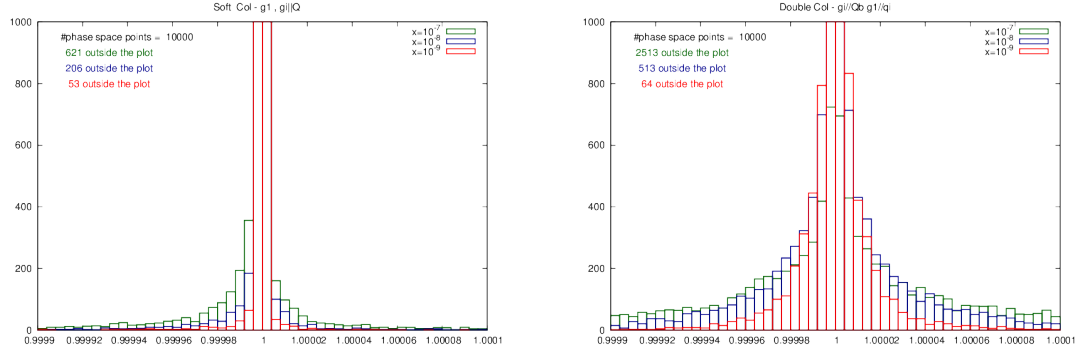 Soft Col - g1 , gi||Q
1000
800
600
400
200
0
#phase space points = 10000
621 outside the plot
206 outside the plot
53 outside the plot
x=10-7
x=10-8
x=10-9
0.9999 0.99992 0.99994 0.99996 0.99998 1 1.00002 1.00004 1.00006 1.00008 1.0001
Double Col - gi//Qb g1//qi
1000
800
600
400
200
0
#phase space points = 10000
2513 outside the plot
513 outside the plot
64 outside the plot
x=10-7
x=10-8
x=10-9
0.9999 0.99992 0.99994 0.99996 0.99998 1 1.00002 1.00004 1.00006 1.00008 1.0001